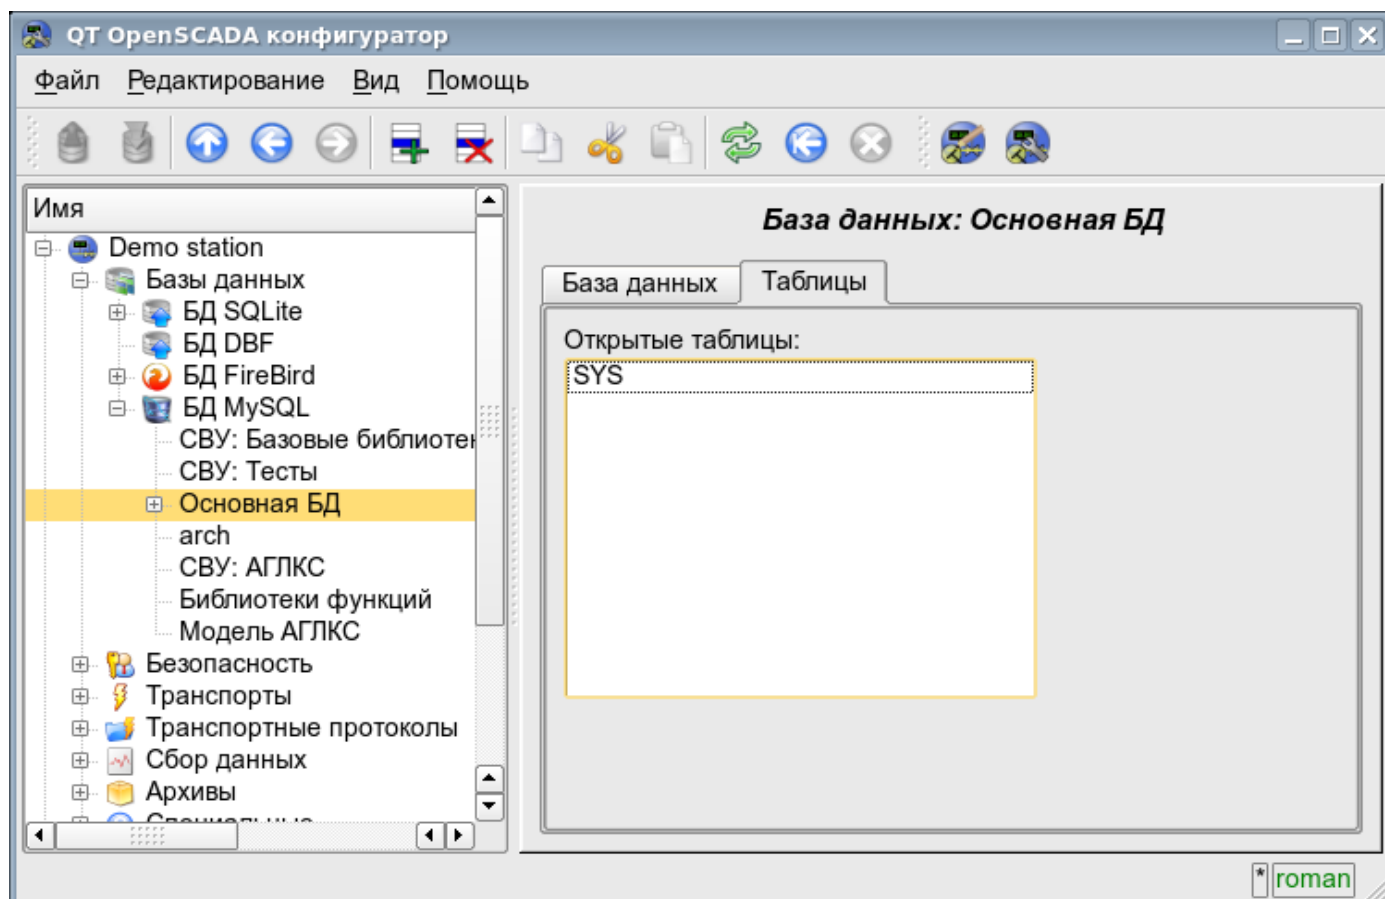 QT OpenSCADA конфигуратор
Файл Редактирование Вид Помощь
Имя
Demo station
Базы данных
БД SQLite
БД DBF
БД FireBird
БД MySQL
СВУ: Базовые библиотек
СВУ: Тесты
Основная БД
arch
СВУ: АГЛКС
Библиотеки функций
Модель АГЛКС
Безопасность
Транспорты
Транспортные протоколы
Сбор данных
Архивы
База данных: Основная БД
База данных Таблицы
Открытые таблицы:
SYS
* roman